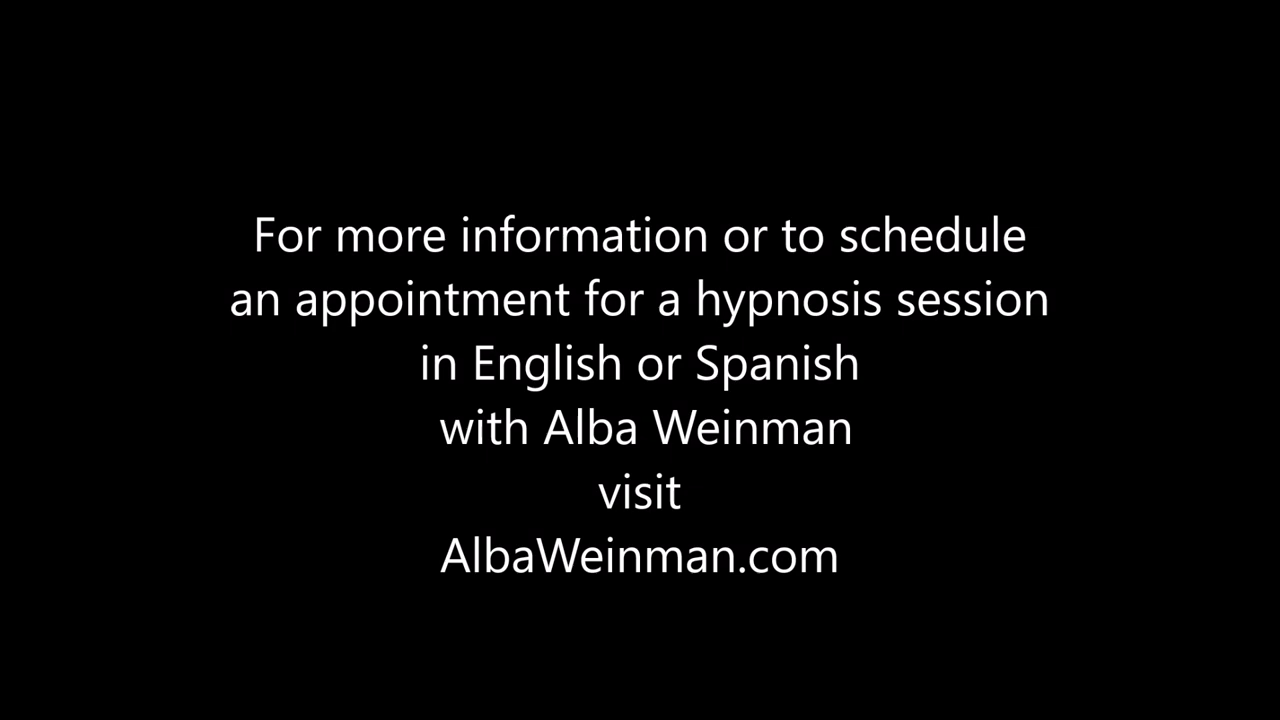 For more information or to schedule
an appointment for a hypnosis session
in English or Spanish
with Alba Weinman
visit
AlbaWeinman.com